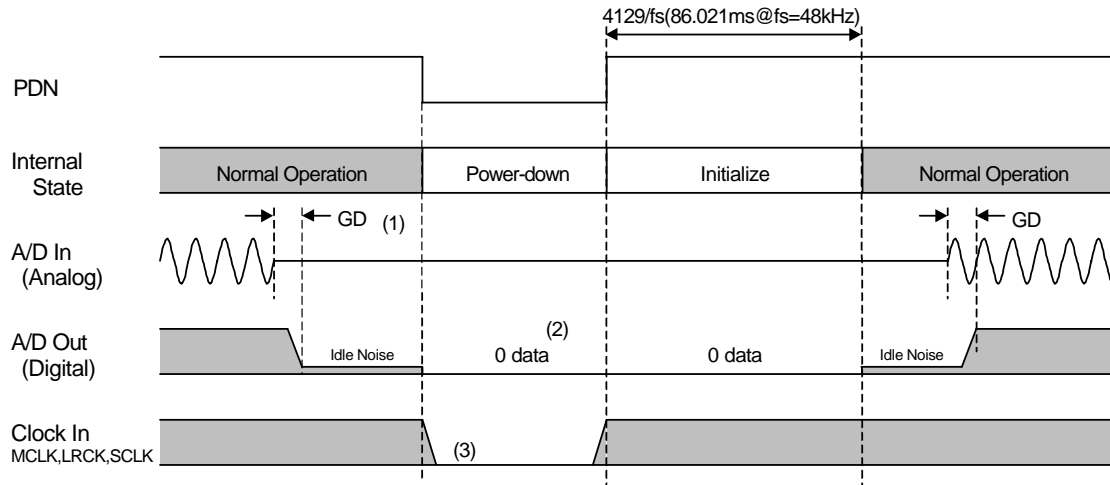 4129/fs(86.021ms@fs=48kHz)
PDN
Internal
State
Normal Operation
Power-down
Initialize
Normal Operation
GD
(1)
GD
A/D In
(Analog)
A/D Out
(Digital)
Idle Noise
(2)
0 data
0 data
Idle Noise
Clock In
MCLK,LRCK,SCLK
(3)